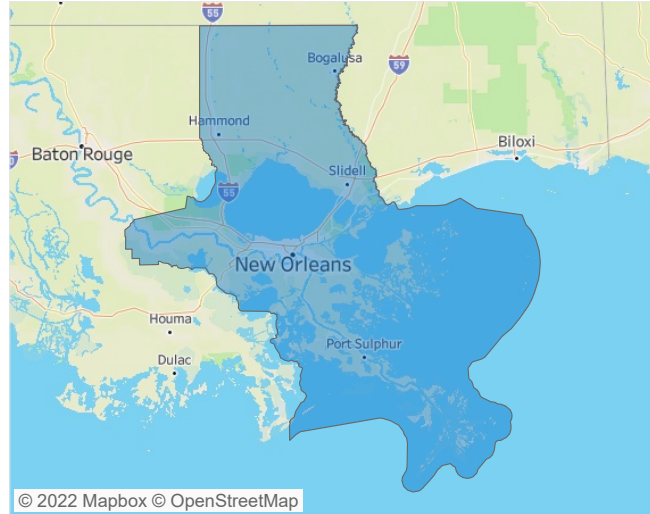 55
Bogalusa
59
Hammond
Biloxi
Baton Rouge
Slidell
55
New Orleans
Houma
Port Sulphur
Dulac
© 2022 Mapbox © OpenStreetMap